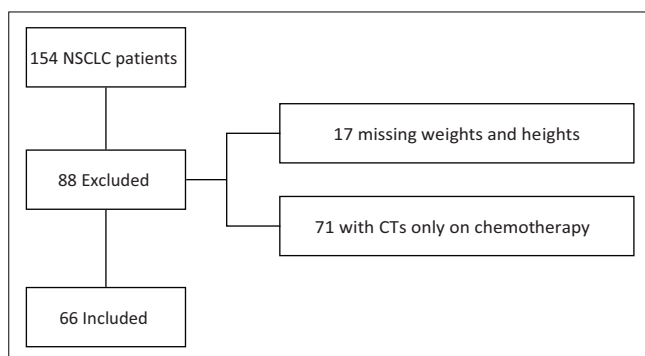 154 NSCLC patients
17 missing weights and heights
88 Excluded
71 with CTs only on chemotherapy
66 Included